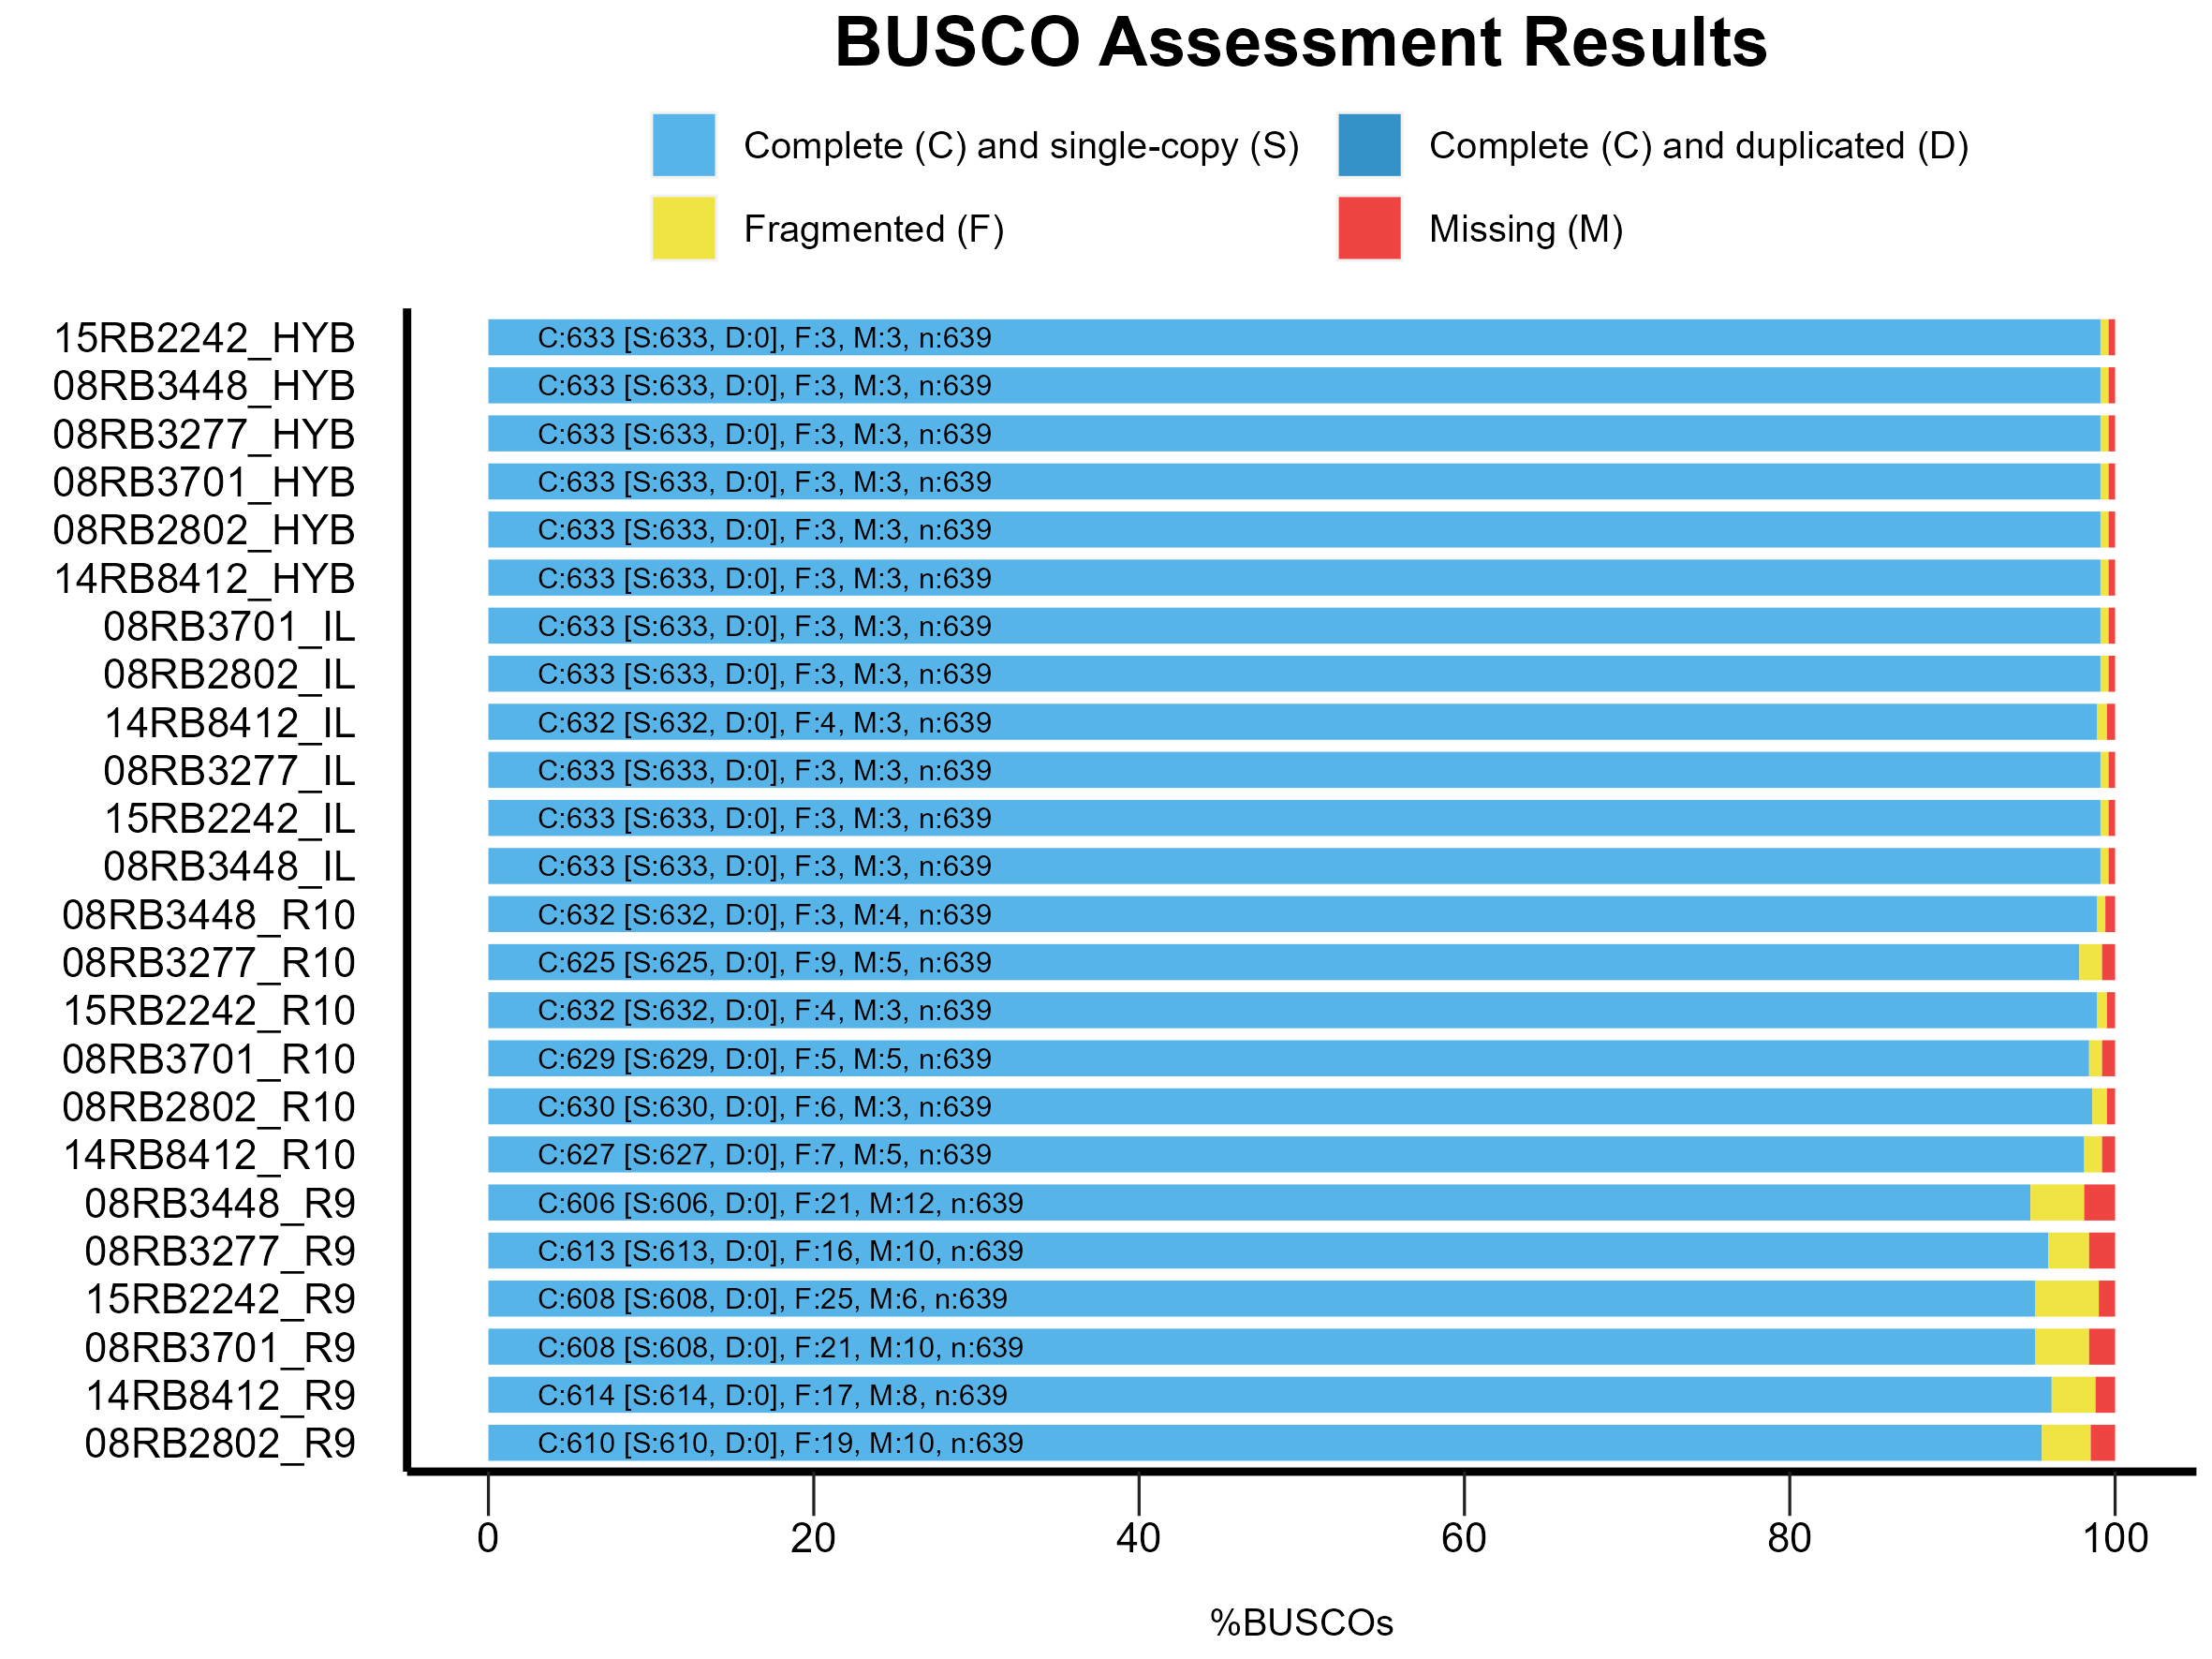 BUSCO Assessment Results
Complete (C) and single-copy (S) Complete (C) and duplicated (D)
Fragmented (F) Missing (M)
15RB2242_HYB C:633 [S:633, D:0], F:3, M:3, n:639
08RB3448_HYB C:633 [S:633, D:0], F:3, M:3, n:639
08RB3277_HYB C:633 [S:633, D:0], F:3, M:3, n:639
08RB3701_HYB C:633 [S:633, D:0], F:3, M:3, n:639
08RB2802_HYB C:633 [S:633, D:0], F:3, M:3, n:639
14RB8412_HYB C:633 [S:633, D:0], F:3, M:3, n:639
08RB3701_IL C:633 [S:633, D:0], F:3, M:3, n:639
08RB2802_IL C:633 [S:633, D:0], F:3, M:3, n:639
14RB8412_IL C:632 [S:632, D:0], F:4, M:3, n:639
08RB3277_IL C:633 [S:633, D:0], F:3, M:3, n:639
15RB2242_IL C:633 [S:633, D:0], F:3, M:3, n:639
08RB3448_IL C:633 [S:633, D:0], F:3, M:3, n:639
08RB3448_R10 C:632 [S:632, D:0], F:3, M:4, n:639
08RB3277_R10 C:625 [S:625, D:0], F:9, M:5, n:639
15RB2242_R10 C:632 [S:632, D:0], F:4, M:3, n:639
08RB3701_R10 C:629 [S:629, D:0], F:5, M:5, n:639
08RB2802_R10 C:630 [S:630, D:0], F:6, M:3, n:639
14RB8412_R10 C:627 [S:627, D:0], F:7, M:5, n:639
08RB3448_R9 C:606 [S:606, D:0], F:21, M:12, n:639
08RB3277_R9 C:613 [S:613, D:0], F:16, M:10, n:639
15RB2242_R9 C:608 [S:608, D:0], F:25, M:6, n:639
08RB3701_R9 C:608 [S:608, D:0], F:21, M:10, n:639
14RB8412_R9 C:614 [S:614, D:0], F:17, M:8, n:639
08RB2802_R9 C:610 [S:610, D:0], F:19, M:10, n:639
0 20 40 60 80 100
%BUSCOs